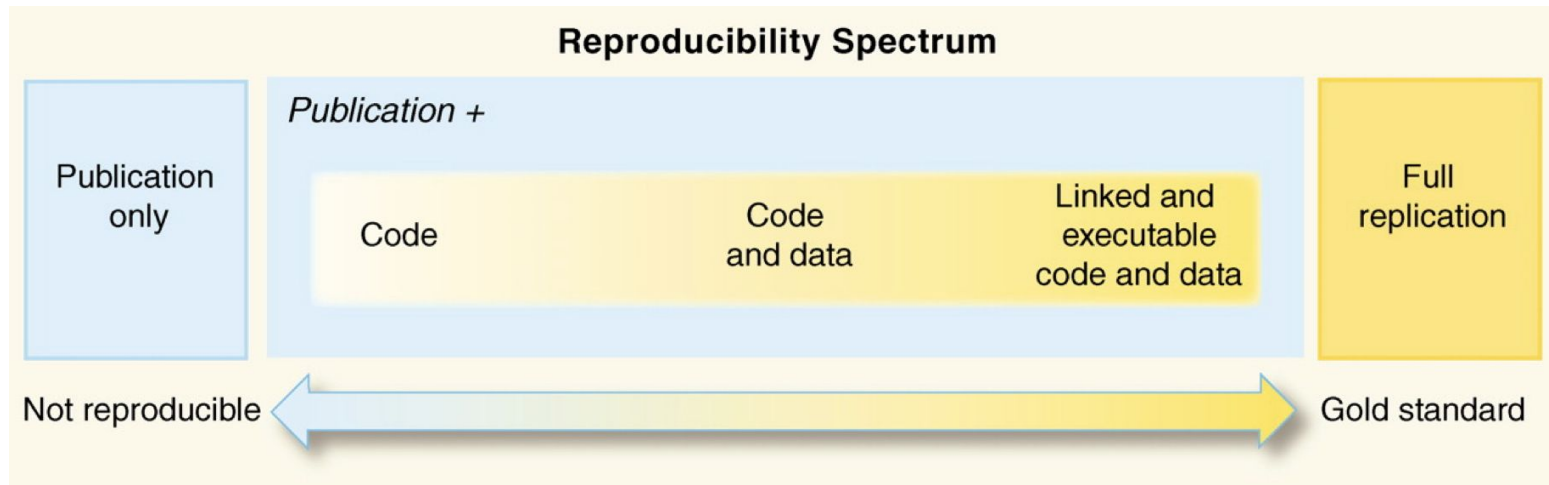 Reproducibility Spectrum
Publication
only
Publication +
Code
Code
and data
Linked and
executable
code and data
Full
replication
Not reproducible
Gold standard